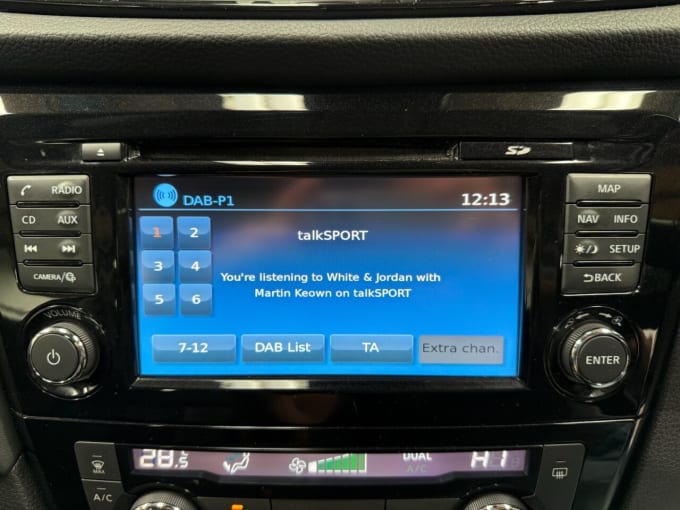 SD
RADIO
CD AUX
CAMERA
VOLUME
DAB-P1 12:13
1 2
3 4
5 6
talkSPORT
You're listening to White & Jordan with
Martin Keown on talkSPORT
7-12 DAB List TA Extra chan.
MAP
NAV INFO
SETUP
BACK
ENTER
MAX
A/C
28.5
DUAL
A/C
HI